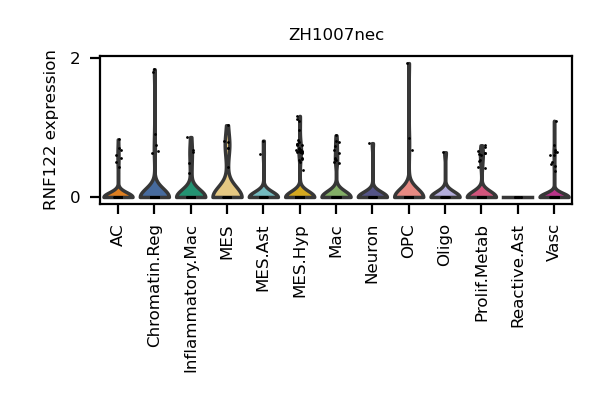 ZH1007nec
RNF122 expression
2
0
AC
Chromatin.Reg
Inflammatory.Mac
MES
MES.Ast
MES.Hyp
Mac
Neuron
OPC
Oligo
Prolif.Metab
Reactive.Ast
Vasc